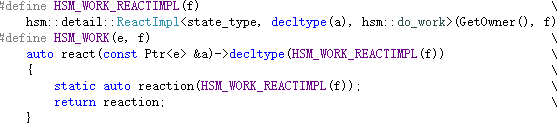 #define HSM_WORK_REACTIMPL(f) \
    hsm::detail::ReactImpl<state_type, decltype(a), hsm::do_work>(GetOwner(), f)
#define HSM_WORK(e, f) \
    auto react(const Ptr<e> &a)->decltype(HSM_WORK_REACTIMPL(f)) \
    { \
        static auto reaction(HSM_WORK_REACTIMPL(f)); \
        return reaction; \
    }